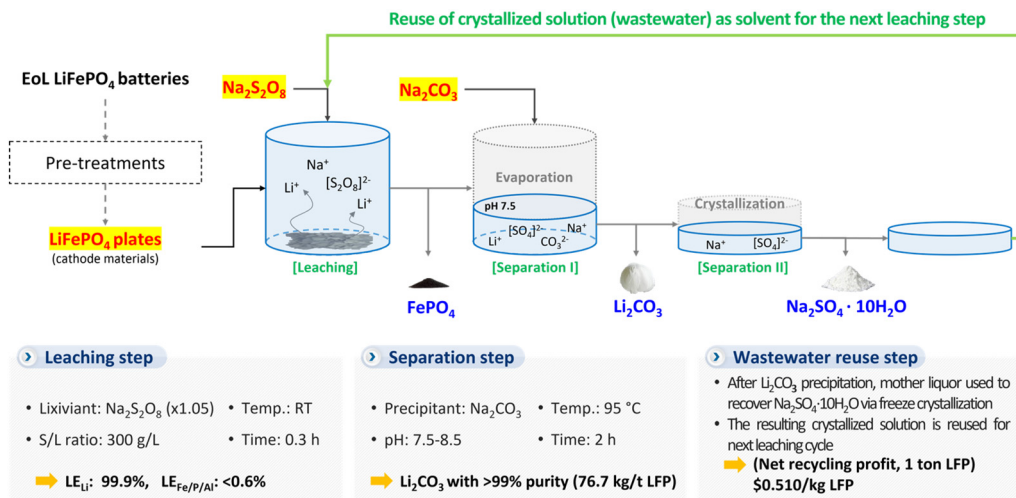 Reuse of crystallized solution (wastewater) as solvent for the next leaching step
EoL LiFePO₄ batteries
Na₂S₂O₈
Na₂CO₃
Pre-treatments
Na⁺
[S₂O₈]²⁻
Li⁺
Li⁺
Evaporation
pH 7.5
[SO₄]²⁻
Na⁺
Li⁺
CO₃²⁻
Crystallization
Na⁺
[SO₄]²⁻
LiFePO₄ plates
(cathode materials)
[Leaching]
[Separation I]
[Separation II]
FePO₄
Li₂CO₃
Na₂SO₄ · 10H₂O
Leaching step
• Lixiviant: Na₂S₂O₈ (x1.05)
• Temp.: RT
• S/L ratio: 300 g/L
• Time: 0.3 h
LE_Li: 99.9%, LE_Fe/P/Al: <0.6%
Separation step
• Precipitant: Na₂CO₃
• Temp.: 95 °C
• pH: 7.5-8.5
• Time: 2 h
Li₂CO₃ with >99% purity (76.7 kg/t LFP)
Wastewater reuse step
• After Li₂CO₃ precipitation, mother liquor used to
recover Na₂SO₄·10H₂O via freeze crystallization
• The resulting crystallized solution is reused for
next leaching cycle
(Net recycling profit, 1 ton LFP)
$0.510/kg LFP